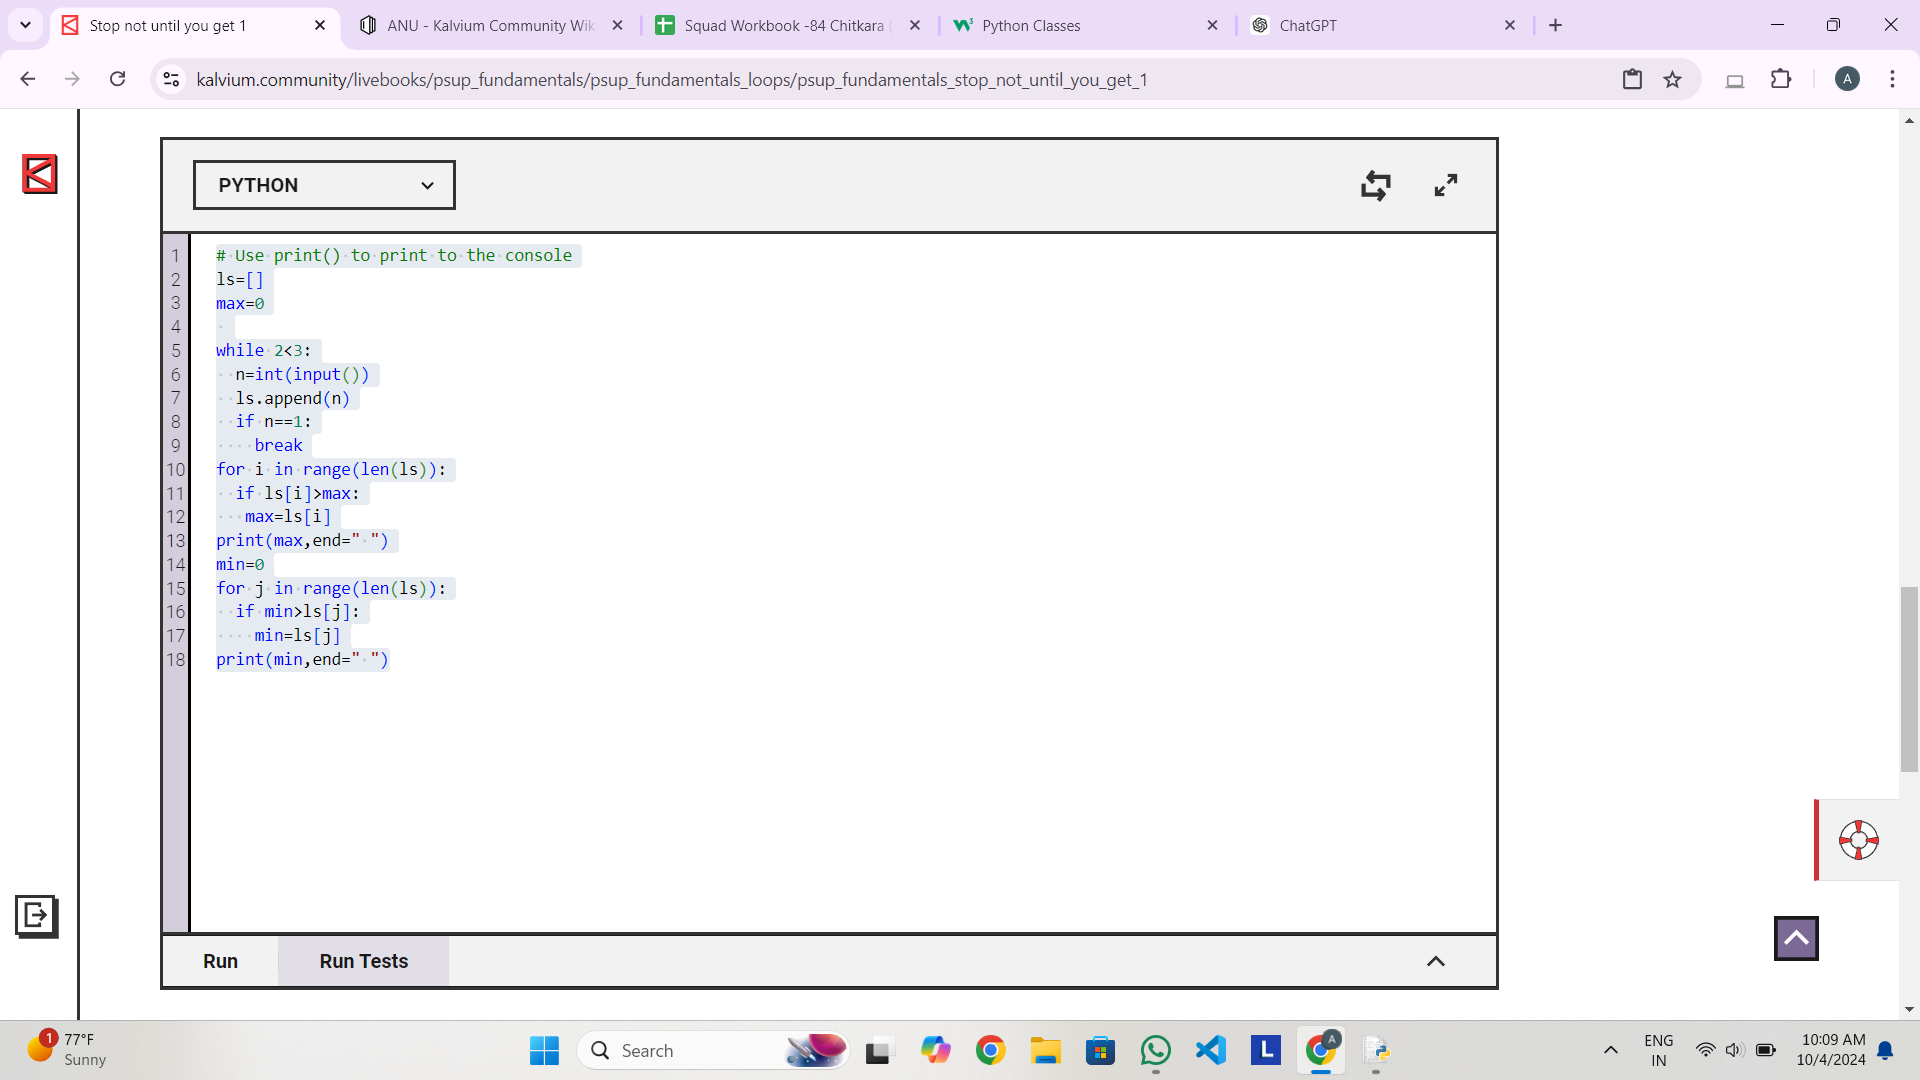 Stop not until you get 1
ANU - Kalvium Community Wik
Squad Workbook -84 Chitkara (
Python Classes
ChatGPT
kalvium.community/livebooks/psup_fundamentals/psup_fundamentals_loops/psup_fundamentals_stop_not_until_you_get_1
A
PYTHON
1 # Use print() to print to the console
2 ls=[]
3 max=0
4
5 while 2<3:
6   n=int(input())
7   ls.append(n)
8   if n==1:
9     break
10 for i in range(len(ls)):
11   if ls[i]>max:
12    max=ls[i]
13 print(max,end=" ")
14 min=0
15 for j in range(len(ls)):
16   if min>ls[j]:
17     min=ls[j]
18 print(min,end=" ")
Run
Run Tests
1
77°F
Sunny
Search
L
A
ENG
IN
10:09 AM
10/4/2024